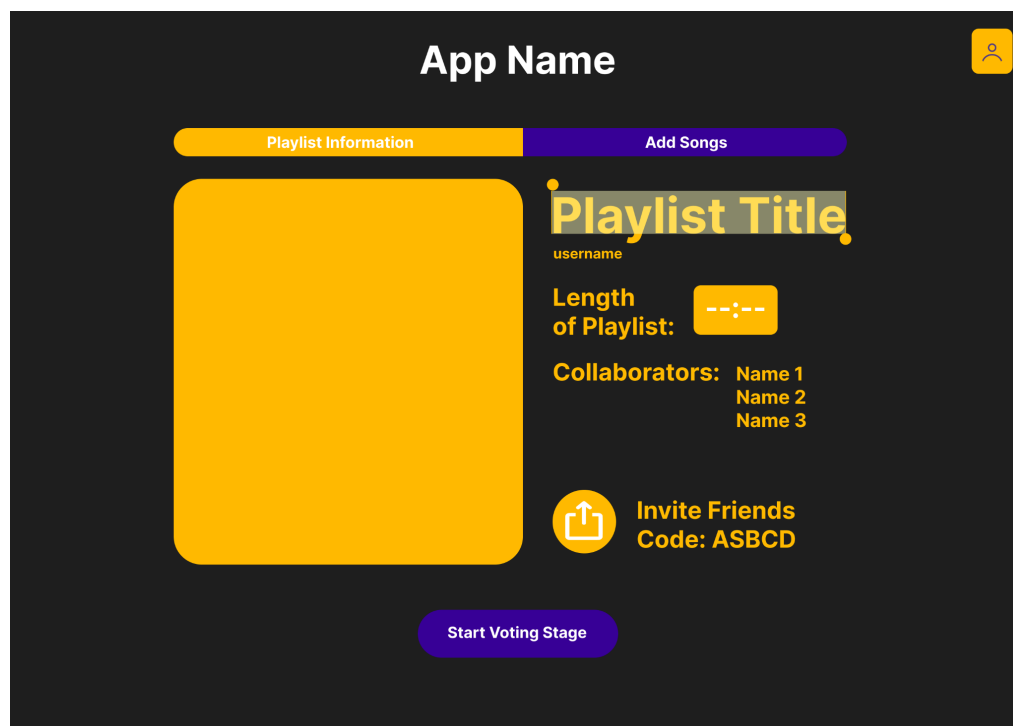 App Name
Playlist Information
Add Songs
Playlist Title
username
Length
of Playlist:
--:--
Collaborators:
Name 1
Name 2
Name 3
Invite Friends
Code: ASBCD
Start Voting Stage